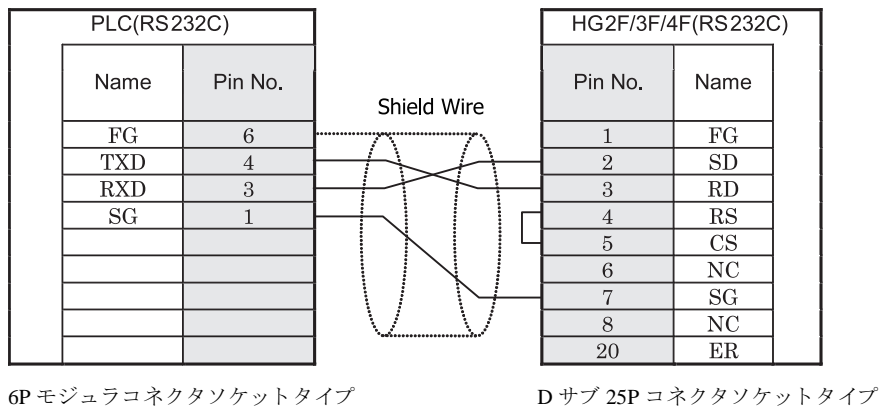 PLC(RS232C)
HG2F/3F/4F(RS232C)
Name Pin No.
Pin No. Name
Shield Wire
FG 6
1 FG
TXD 4
2 SD
RXD 3
3 RD
SG 1
4 RS
5 CS
6 NC
7 SG
8 NC
20 ER
6P モジュラコネクタソケットタイプ
D サブ 25P コネクタソケットタイプ